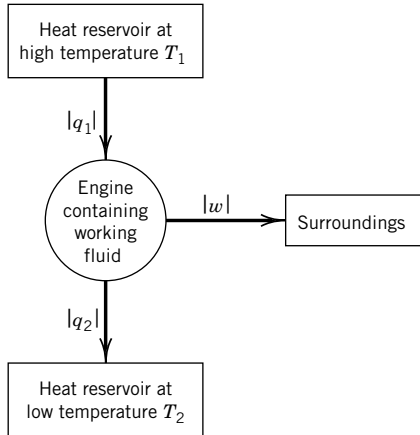 Heat reservoir at
high temperature T₁
|q₁|
Engine
containing
working
fluid
|w|
Surroundings
|q₂|
Heat reservoir at
low temperature T₂